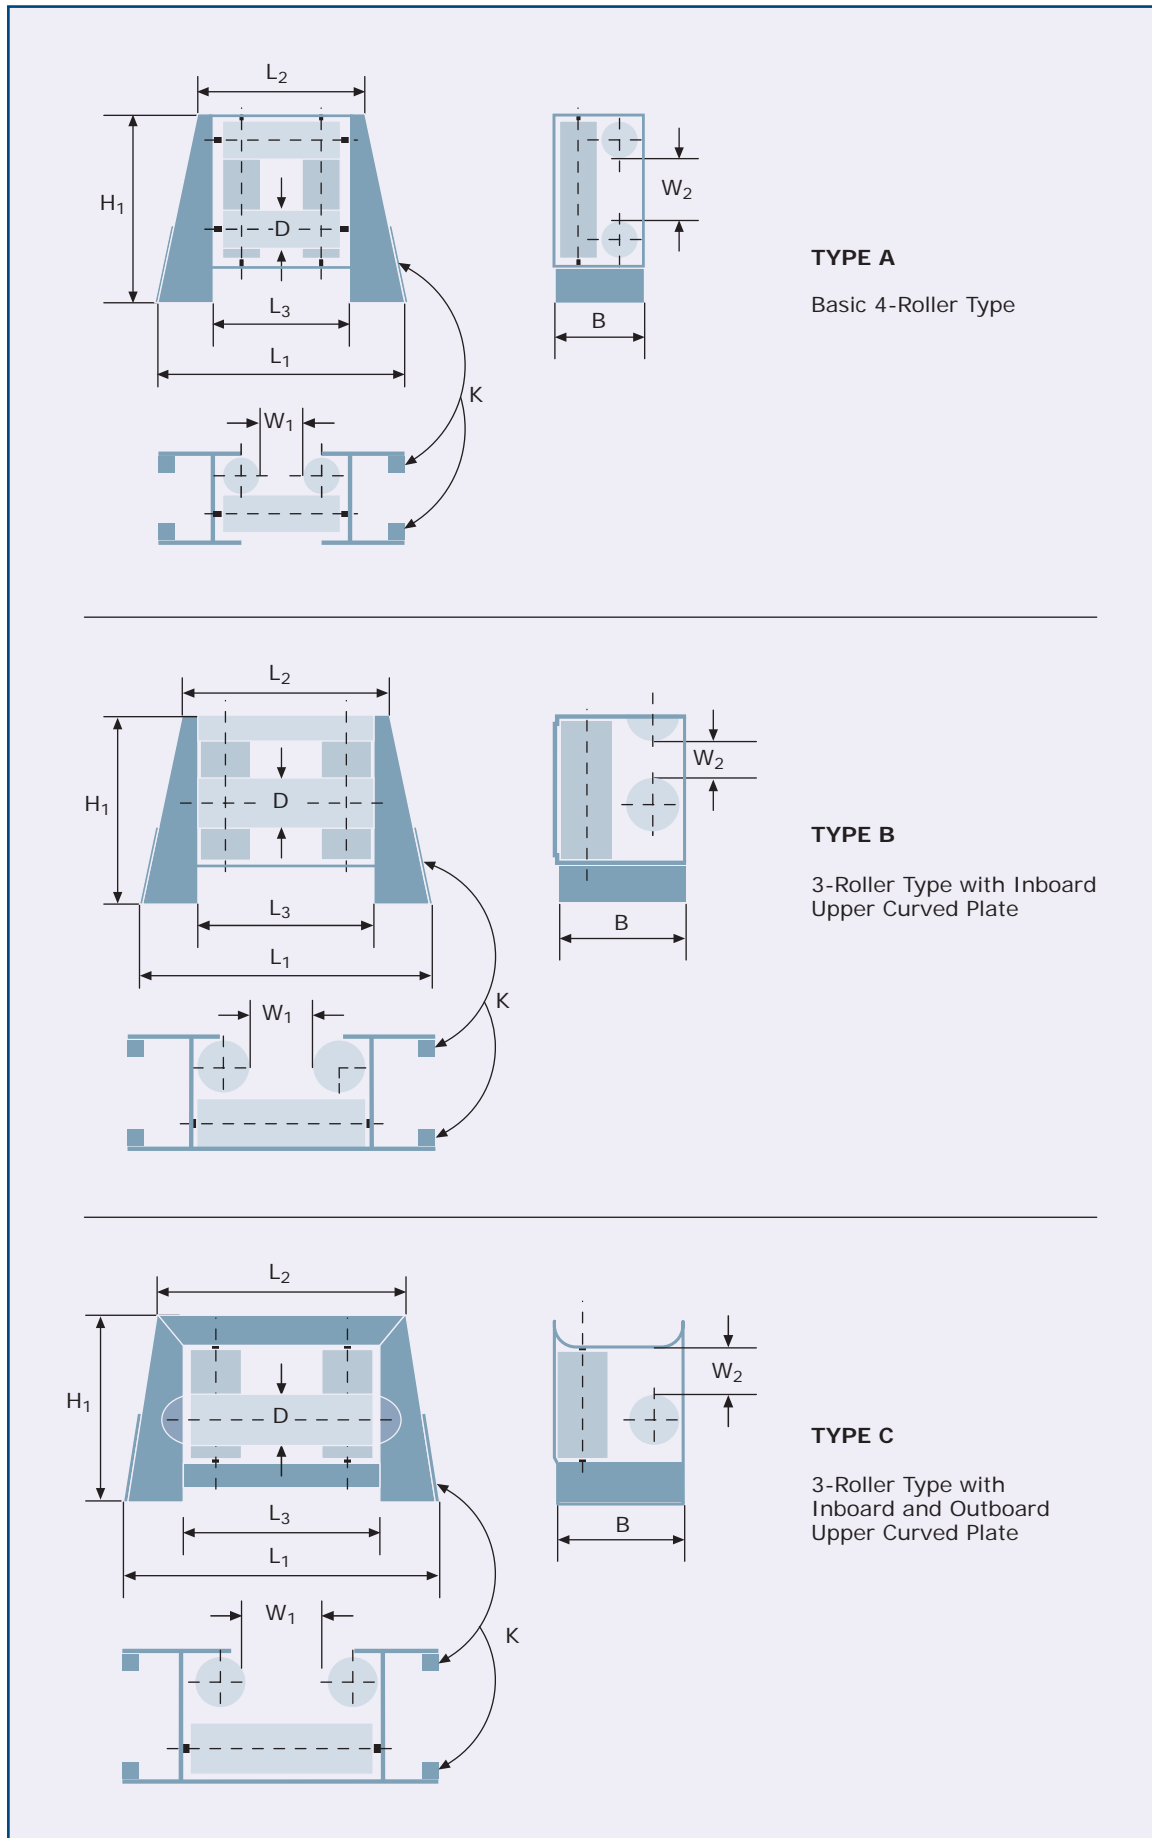 L₂
H₁
D
W₂
TYPE A
Basic 4-Roller Type
L₃
B
L₁
K
W₁
L₂
W₂
H₁
D
TYPE B
3-Roller Type with Inboard
Upper Curved Plate
L₃
B
L₁
K
W₁
L₂
W₂
H₁
D
TYPE C
3-Roller Type with
Inboard and Outboard
Upper Curved Plate
L₃
B
L₁
W₁
K